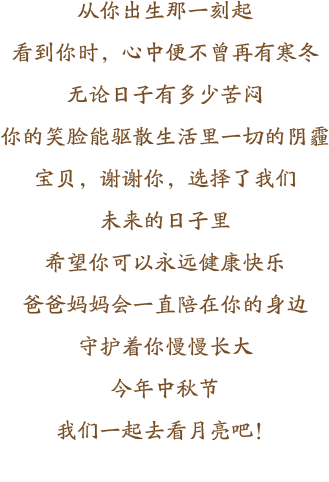 从你出生那一刻起
看到你时，心中便不曾再有寒冬
无论日子有多少苦闷
你的笑脸能驱散生活里一切的阴霾
宝贝，谢谢你，选择了我们
未来的日子里
希望你可以永远健康快乐
爸爸妈妈会一直陪在你的身边
守护着你慢慢长大
今年中秋节
我们一起去看月亮吧！